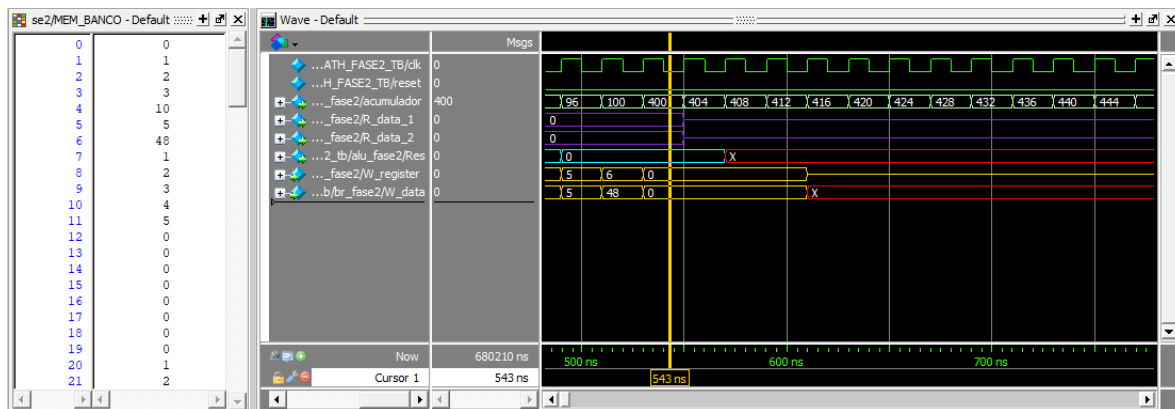 se2/MEM_BANCO - Default
0 0
1 1
2 2
3 3
4 10
5 5
6 48
7 1
8 2
9 3
10 4
11 5
12 0
13 0
14 0
15 0
16 0
17 0
18 0
19 0
20 1
21 2
Wave - Default
Msgs
...ATH_FASE2_TB/clk 0
...H_FASE2_TB/reset 0
..._fase2/acumulador 400 96 100 400 404 408 412 416 420 424 428 432 436 440 444
..._fase2/R_data_1 0 0
..._fase2/R_data_2 0 0
...2_tb/alu_fase2/Res 0 0 X
..._fase2/W_register 0 5 6 0
...b/br_fase2/W_data 0 5 48 0 X
Now 680210 ns 500 ns 600 ns 700 ns
Cursor 1 543 ns 543 ns